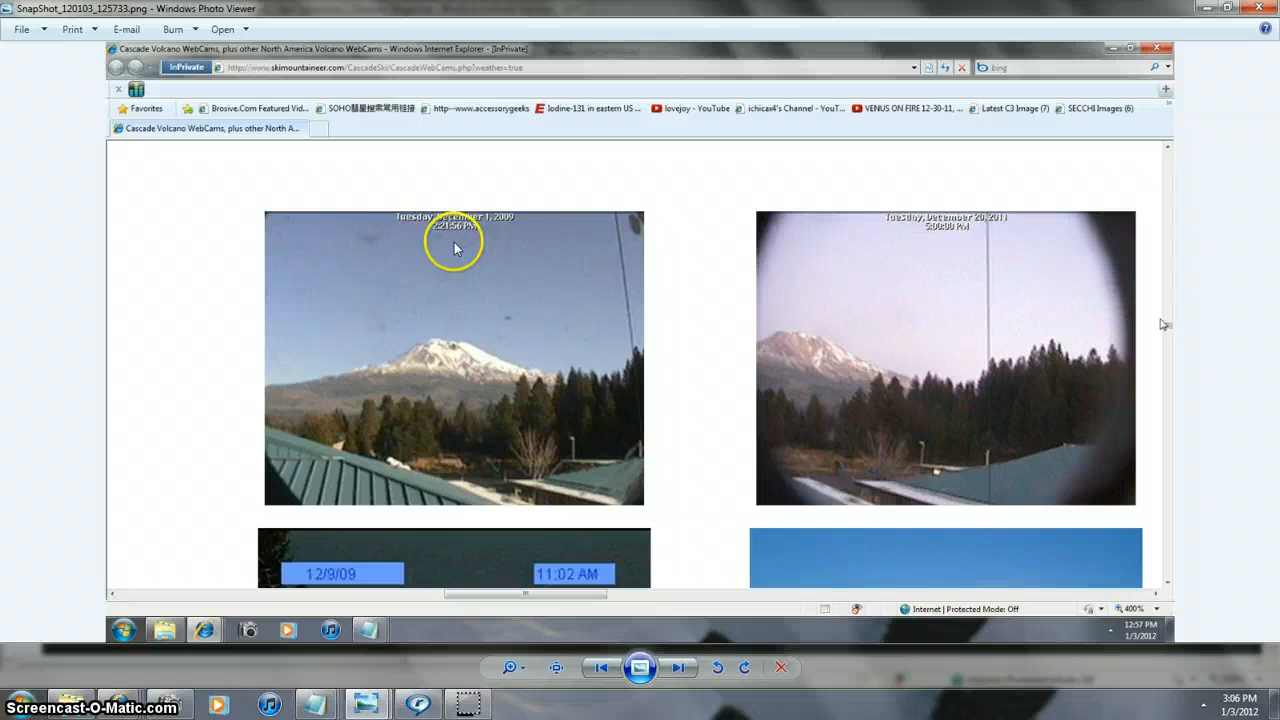 SnapShot_120103_125733.png - Windows Photo Viewer
File Print E-mail Burn Open
Cascade Volcano WebCams, plus other North America Volcano WebCams - Windows Internet Explorer - [InPrivate]
InPrivate http://www.skimountaineer.com/CascadeSki/CascadeWebCams.php?weather=true bing
Favorites Brosive.Com Featured Vid... SOHO彗星搜索常用链接 http--www.accessorygeeks Iodine-131 in eastern US ... lovejoy - YouTube ichicax4's Channel - YouT... VENUS ON FIRE 12-30-11, ... Latest C3 Image (7) SECCHI Images (6)
Cascade Volcano WebCams, plus other North A...
Tuesday, December 1, 2009 Tuesday, December 20, 2011
2:21:56 PM 5:00:00 PM
12/9/09 11:02 AM
Internet | Protected Mode: Off 400%
12:57 PM
1/3/2012
3:06 PM
Screencast-O-Matic.com 1/3/2012